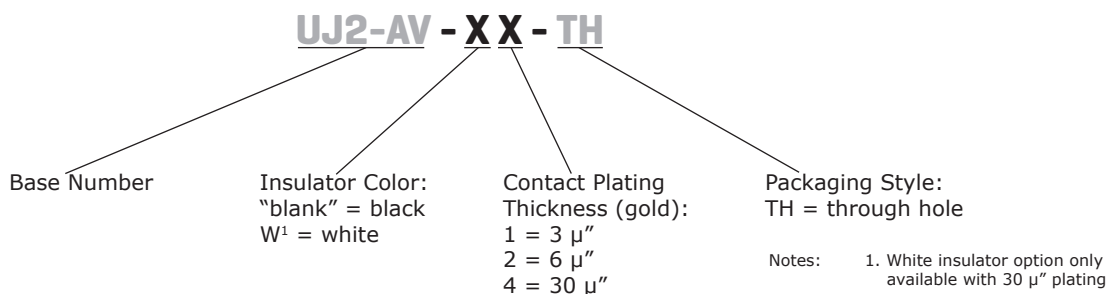 UJ2-AV - X X - TH
Base Number
Insulator Color:
“blank” = black
W¹ = white
Contact Plating
Thickness (gold):
1 = 3 µ”
2 = 6 µ”
4 = 30 µ”
Packaging Style:
TH = through hole
Notes: 1. White insulator option only
available with 30 µ” plating